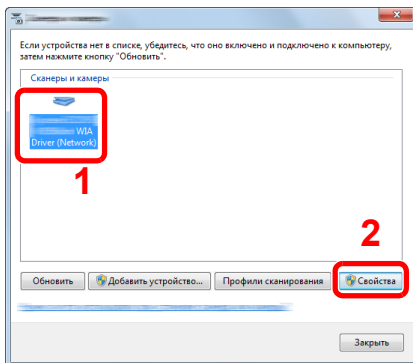 Если устройства нет в списке, убедитесь, что оно включено и подключено к компьютеру,
затем нажмите кнопку "Обновить".
Сканеры и камеры
WIA
Driver (Network)
1
2
Обновить
Добавить устройство...
Профили сканирования
Свойства
Закрыть